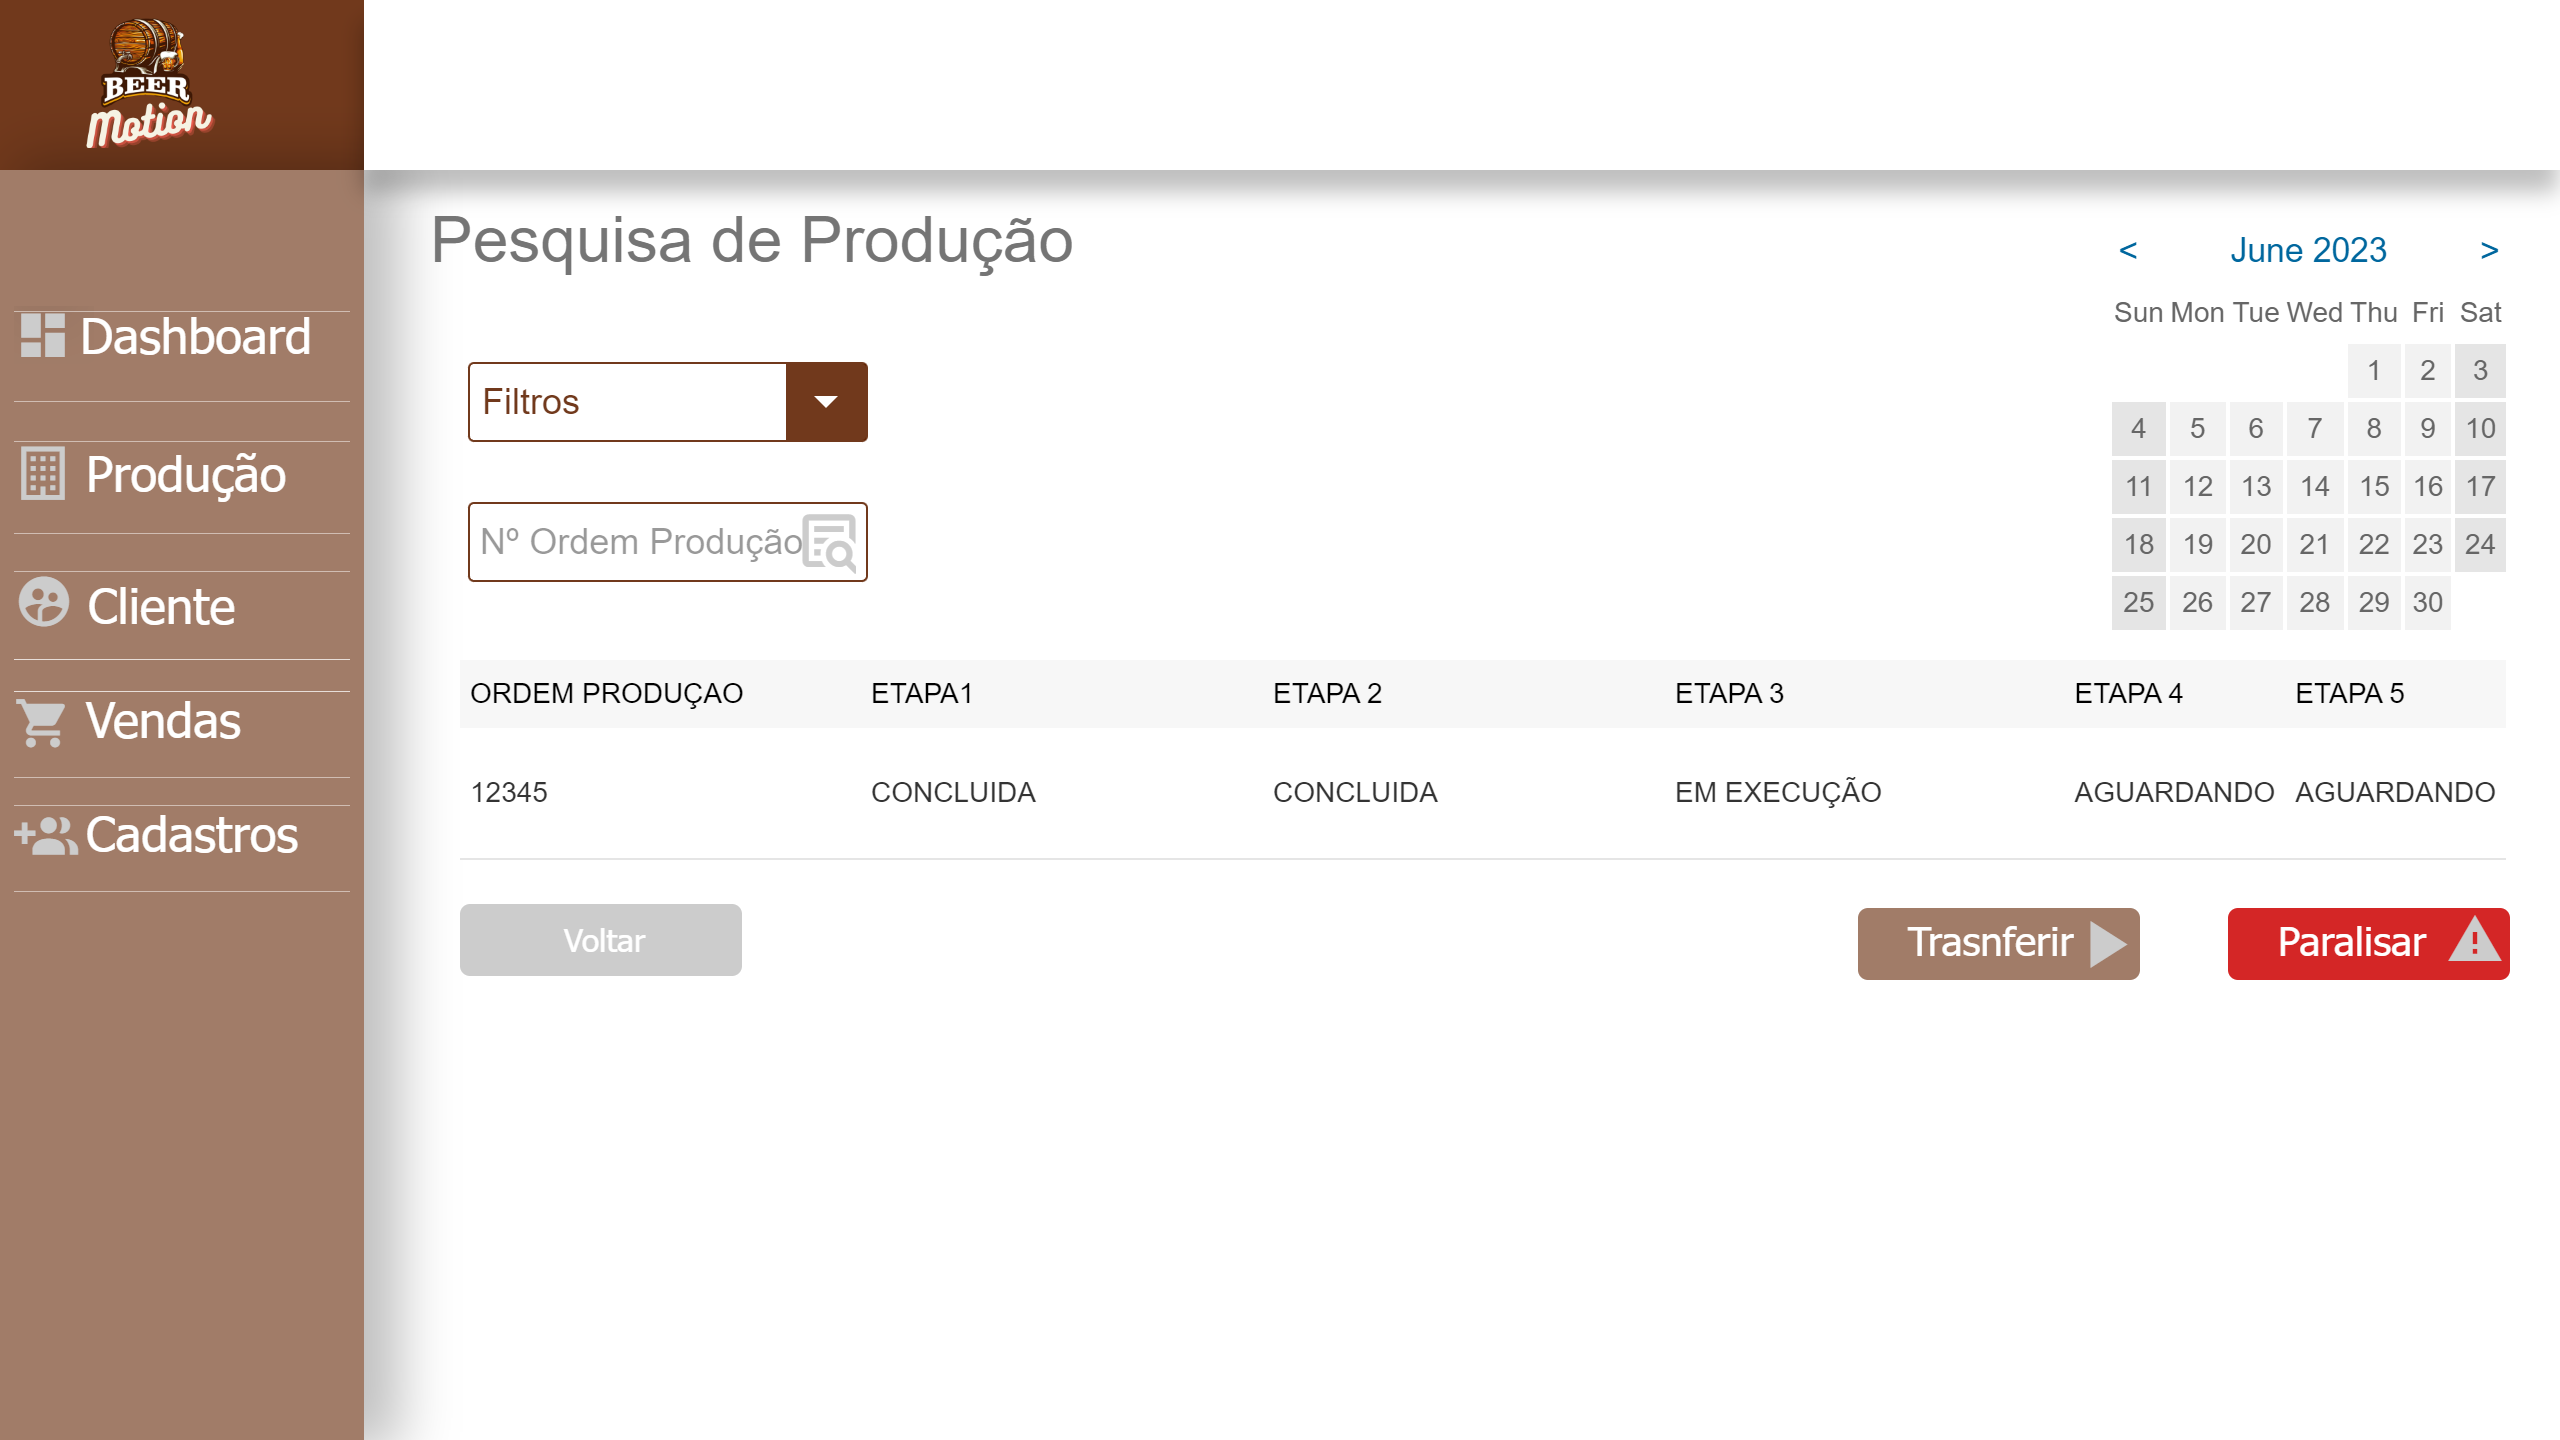 BEER
Motion
Dashboard
Produção
Cliente
Vendas
Cadastros
Pesquisa de Produção
< June 2023 >
Sun Mon Tue Wed Thu Fri Sat
1 2 3
4 5 6 7 8 9 10
11 12 13 14 15 16 17
18 19 20 21 22 23 24
25 26 27 28 29 30
Filtros
Nº Ordem Produção
ORDEM PRODUÇAO ETAPA1 ETAPA 2 ETAPA 3 ETAPA 4 ETAPA 5
12345 CONCLUIDA CONCLUIDA EM EXECUÇÃO AGUARDANDO AGUARDANDO
Voltar Trasnferir Paralisar